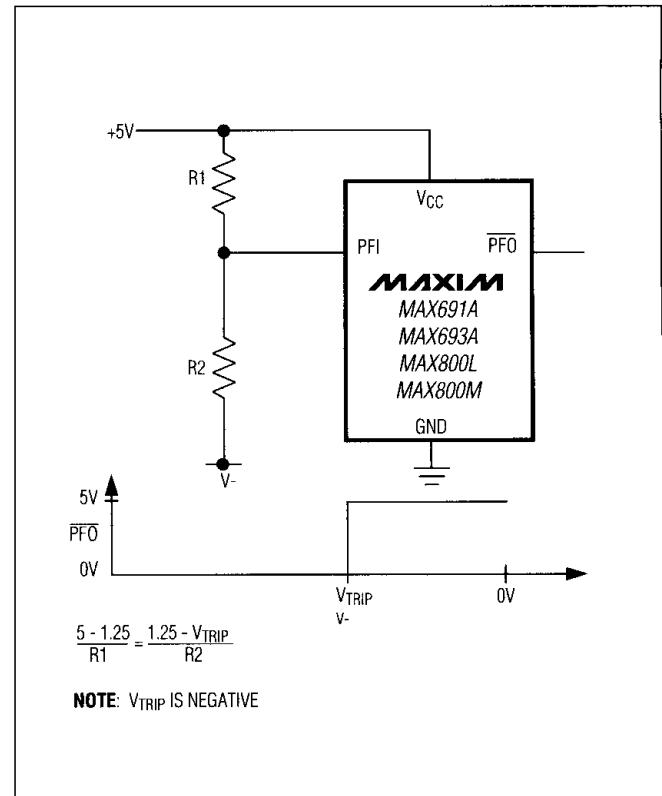 +5V
R1
VCC
PFI
PFO
MAXIM
MAX691A
MAX693A
MAX800L
MAX800M
R2
GND
V-
5V
PFO
0V
VTRIP
0V
V-
5 - 1.25 / R1 = 1.25 - VTRIP / R2
NOTE: VTRIP IS NEGATIVE